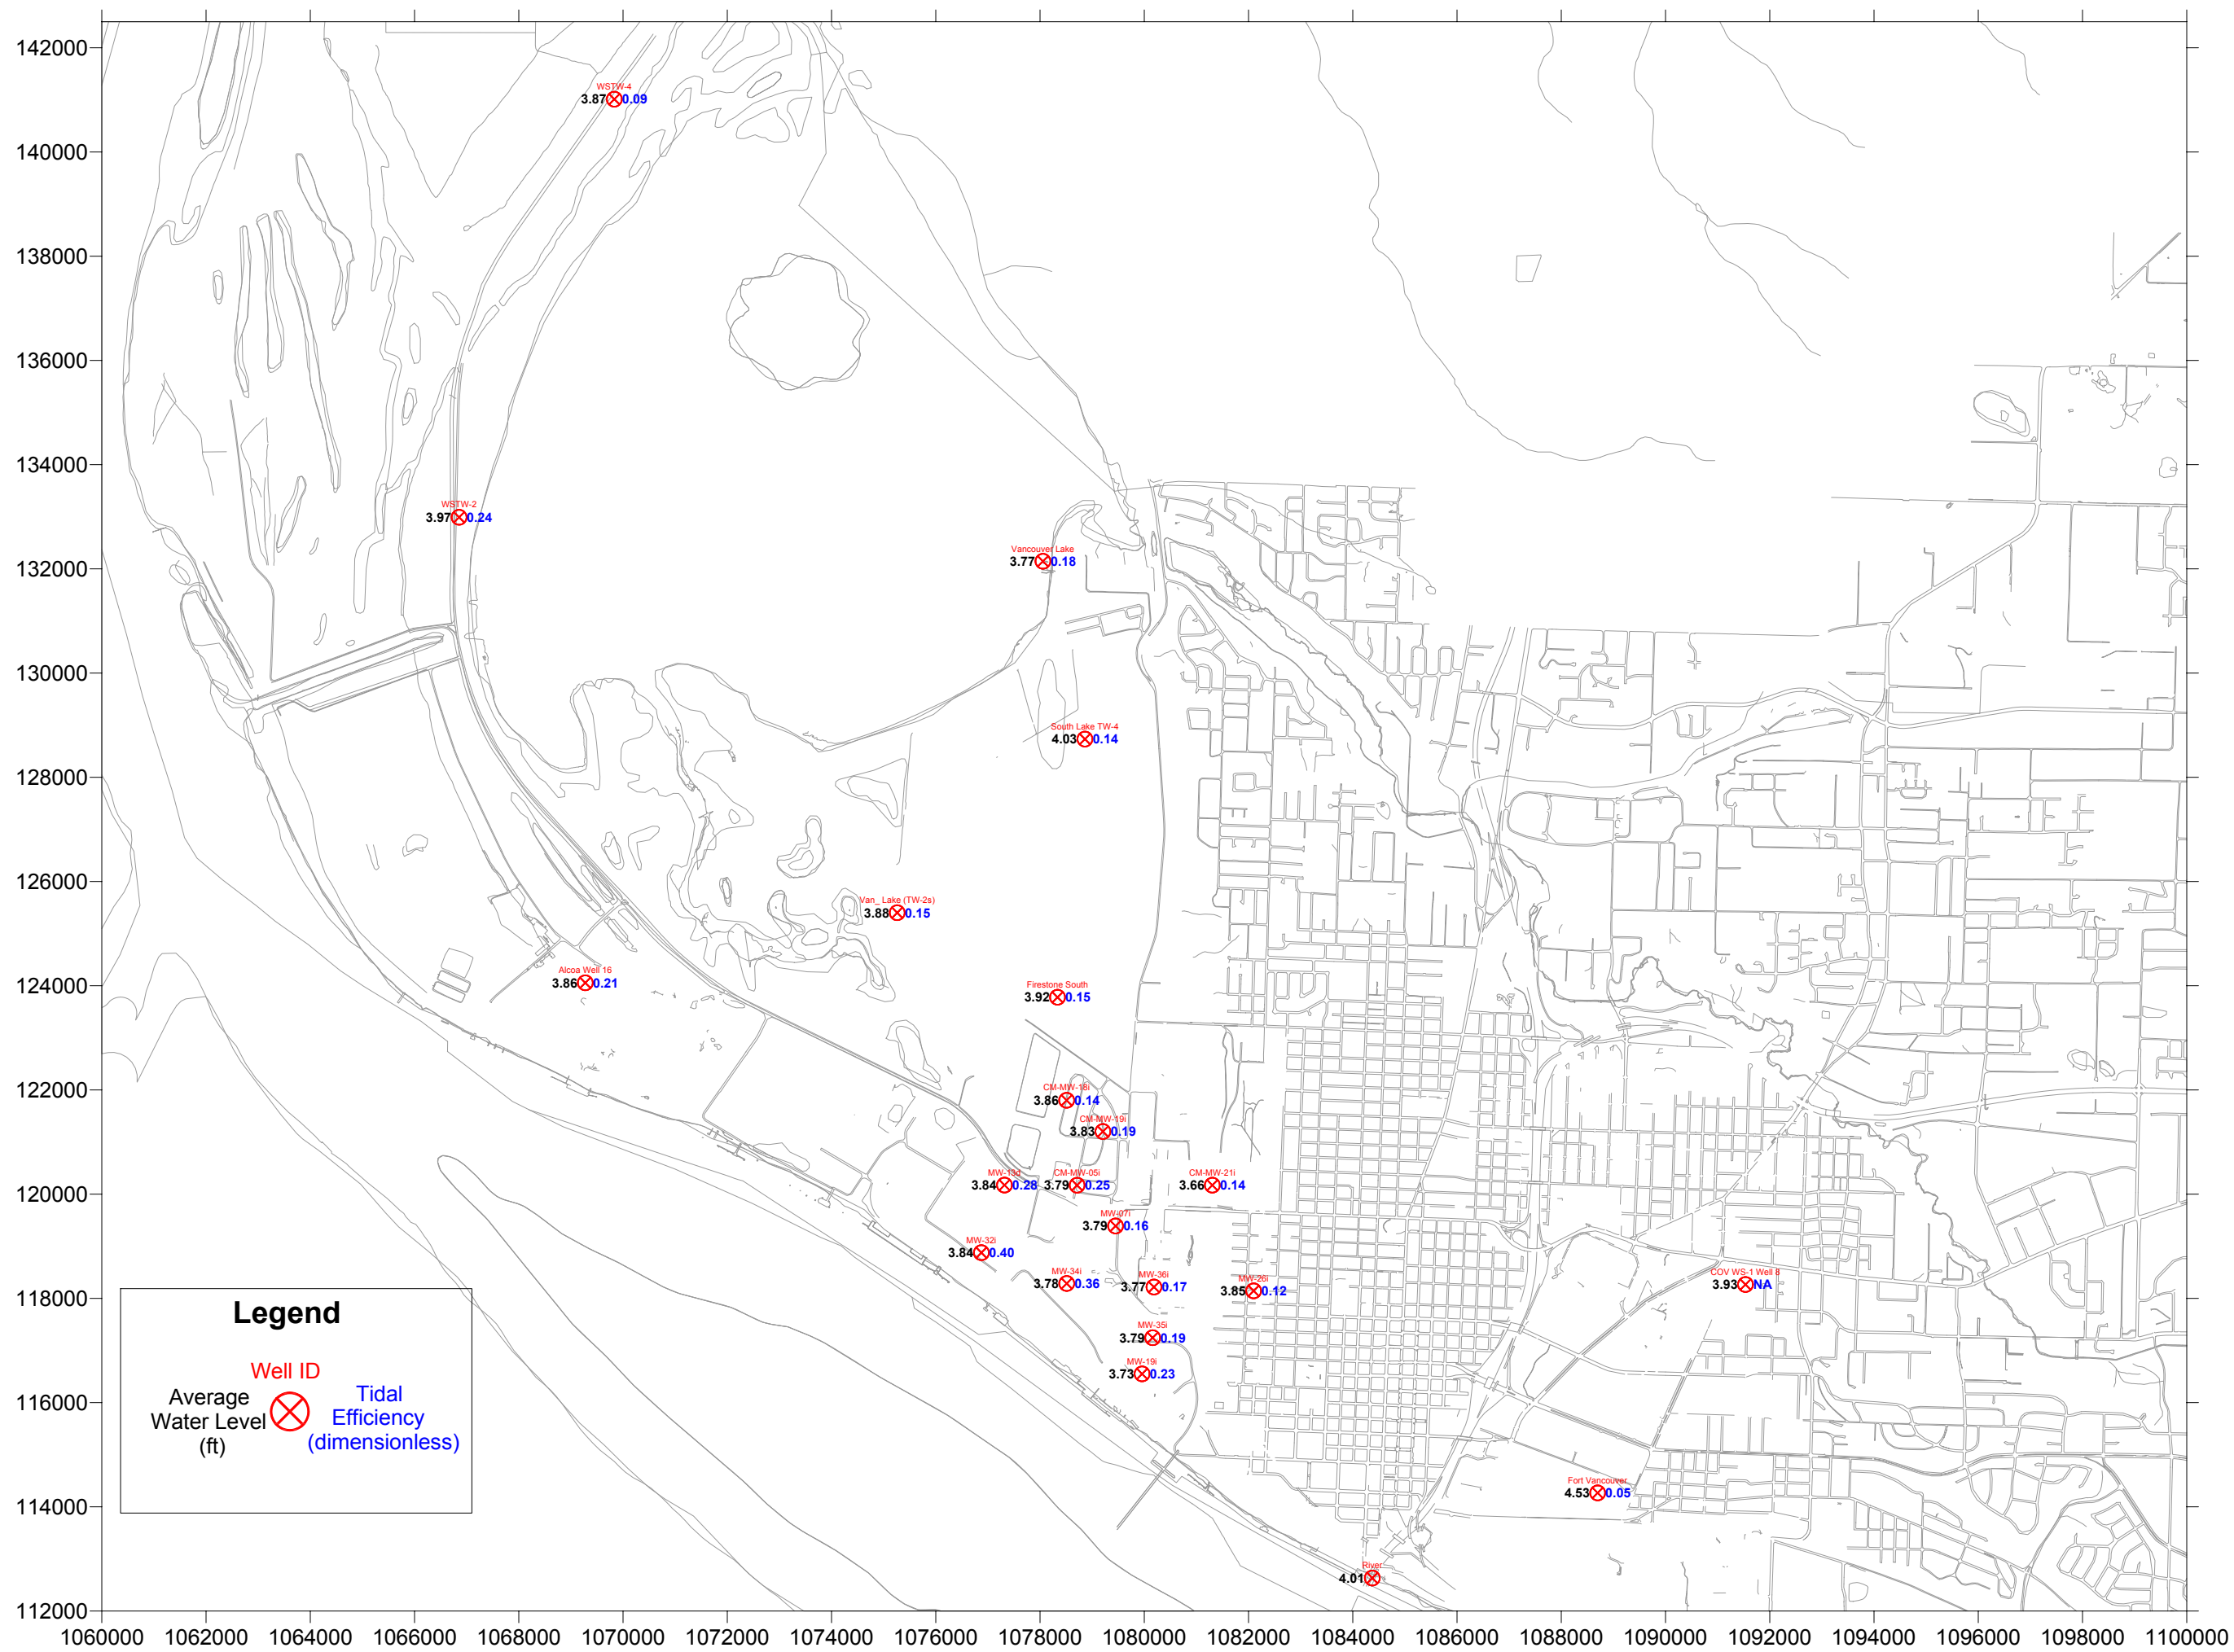 142000
WSTW-4
3.87 0.09
140000
138000
136000
134000
WSTW-2
3.97 0.24
Vancouver Lake
3.77 0.18
132000
130000
South Lake TW-4
4.03 0.14
128000
126000
Van_ Lake (TW-2s)
3.88 0.15
Alcoa Well 16
3.86 0.21
124000
Firestone South
3.92 0.15
122000
CM-MW-18i
3.86 0.14
CM-MW-19i
3.83 0.19
120000
MW-13d
3.84 0.28
CM-MW-05i
3.79 0.25
CM-MW-21i
3.66 0.14
MW-07i
3.79 0.16
MW-32i
3.84 0.40
MW-34i
3.78 0.36
MW-36i
3.77 0.17
MW-26i
3.85 0.12
COV WS-1 Well 8
3.93 NA
118000
MW-35i
3.79 0.19
MW-19i
3.73 0.23
116000
Fort Vancouver
4.53 0.05
114000
River
4.01
112000
Legend
Well ID
Average
Water Level
(ft)
Tidal
Efficiency
(dimensionless)
1060000 1062000 1064000 1066000 1068000 1070000 1072000 1074000 1076000 1078000 1080000 1082000 1084000 1086000 1088000 1090000 1092000 1094000 1096000 1098000 1100000